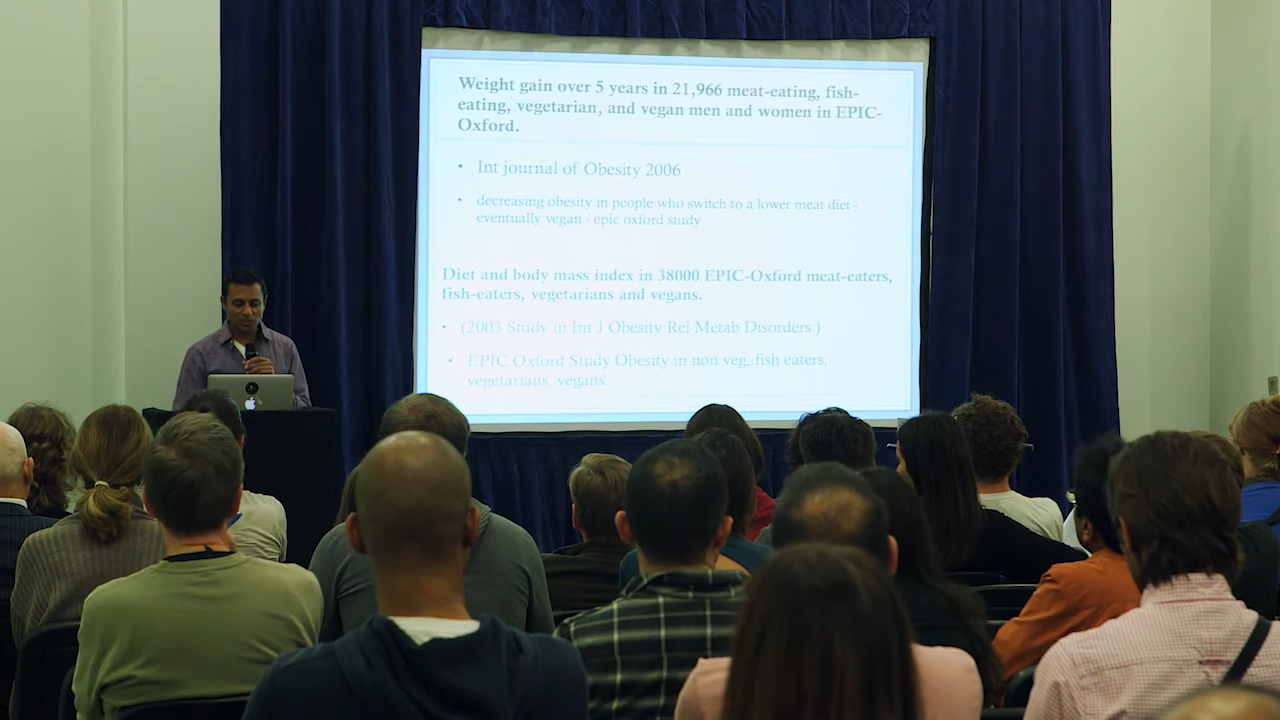 Weight gain over 5 years in 21,966 meat-eating, fish-
eating, vegetarian, and vegan men and women in EPIC-
Oxford.
• Int journal of Obesity 2006
• decreasing obesity in people who switch to a lower meat diet -
eventually vegan - epic oxford study
Diet and body mass index in 38000 EPIC-Oxford meat-eaters,
fish-eaters, vegetarians and vegans.
• (2003 Study in Int J Obesity Rel Metab Disorders )
• EPIC Oxford Study Obesity in non veg, fish eaters,
vegetarians, vegans